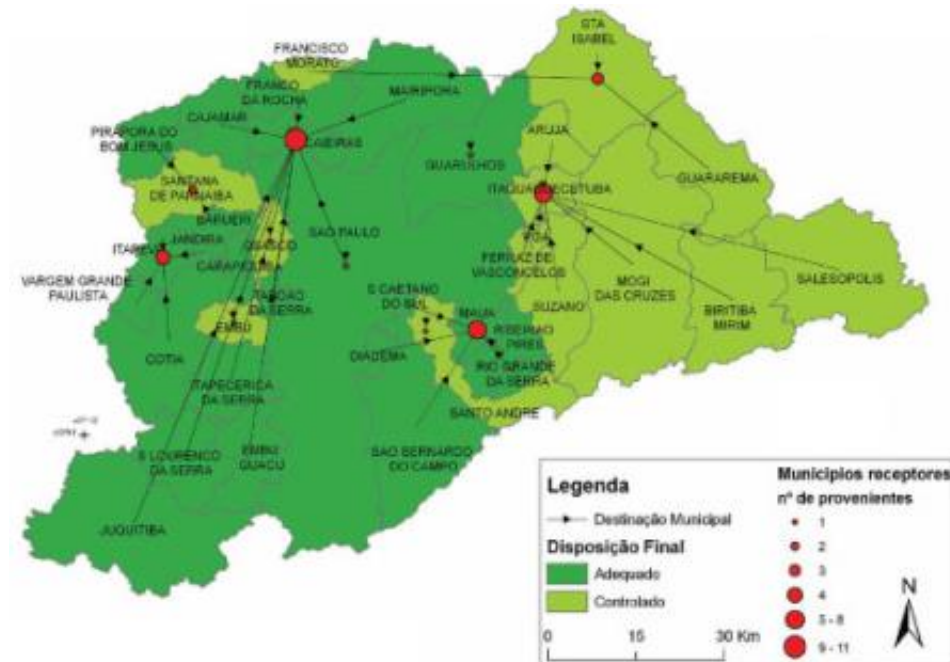 STA
ISABEL
FRANCISCO
MORATO
FRANCO
DA ROCHA
MAIRIPORA
CAJAMAR
CAIEIRAS
PIRAPORA DO
BOM JESUS
ARUJA
GUARULHOS
GUARAREMA
SANTANA
DE PARNAIBA
ITAQUAQUECETUBA
BARUERI
JANDIRA
OSASCO
SAO PAULO
POA
ITAPEVI
CARAPICUIBA
FERRAZ DE
VASCONCELOS
SALESOPOLIS
VARGEM GRANDE
PAULISTA
MOGI
DAS CRUZES
TABOAO
DA SERRA
S CAETANO
DO SUL
SUZANO
BIRITIBA
MIRIM
MAUA
EMBU
RIBEIRAO
PIRES
COTIA
DIADEMA
RIO GRANDE
DA SERRA
ITAPECERICA
DA SERRA
SANTO ANDRE
S LOURENCO
DA SERRA
EMBU
GUACU
SAO BERNARDO
DO CAMPO
JUQUITIBA
Legenda
Destinação Municipal
Disposição Final
Adequado
Controlado
0 15 30 Km
Municipios receptores
nº de provenientes
1
2
3
4
5 - 8
9 - 11
N